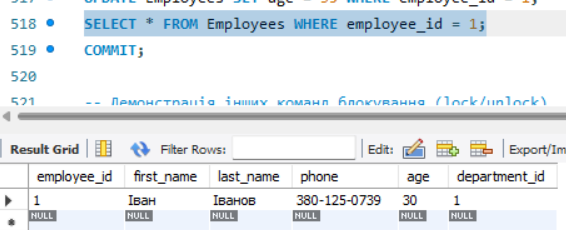 517 UPDATE Employees SET age = 35 WHERE employee_id = 1;
518 SELECT * FROM Employees WHERE employee_id = 1;
519 COMMIT;
520
521 -- Демонстрація інших команд блокування (lock/unlock)
Result Grid Filter Rows: Edit: Export/Im
employee_id first_name last_name phone age department_id
1 Іван Іванов 380-125-0739 30 1
NULL NULL NULL NULL NULL NULL